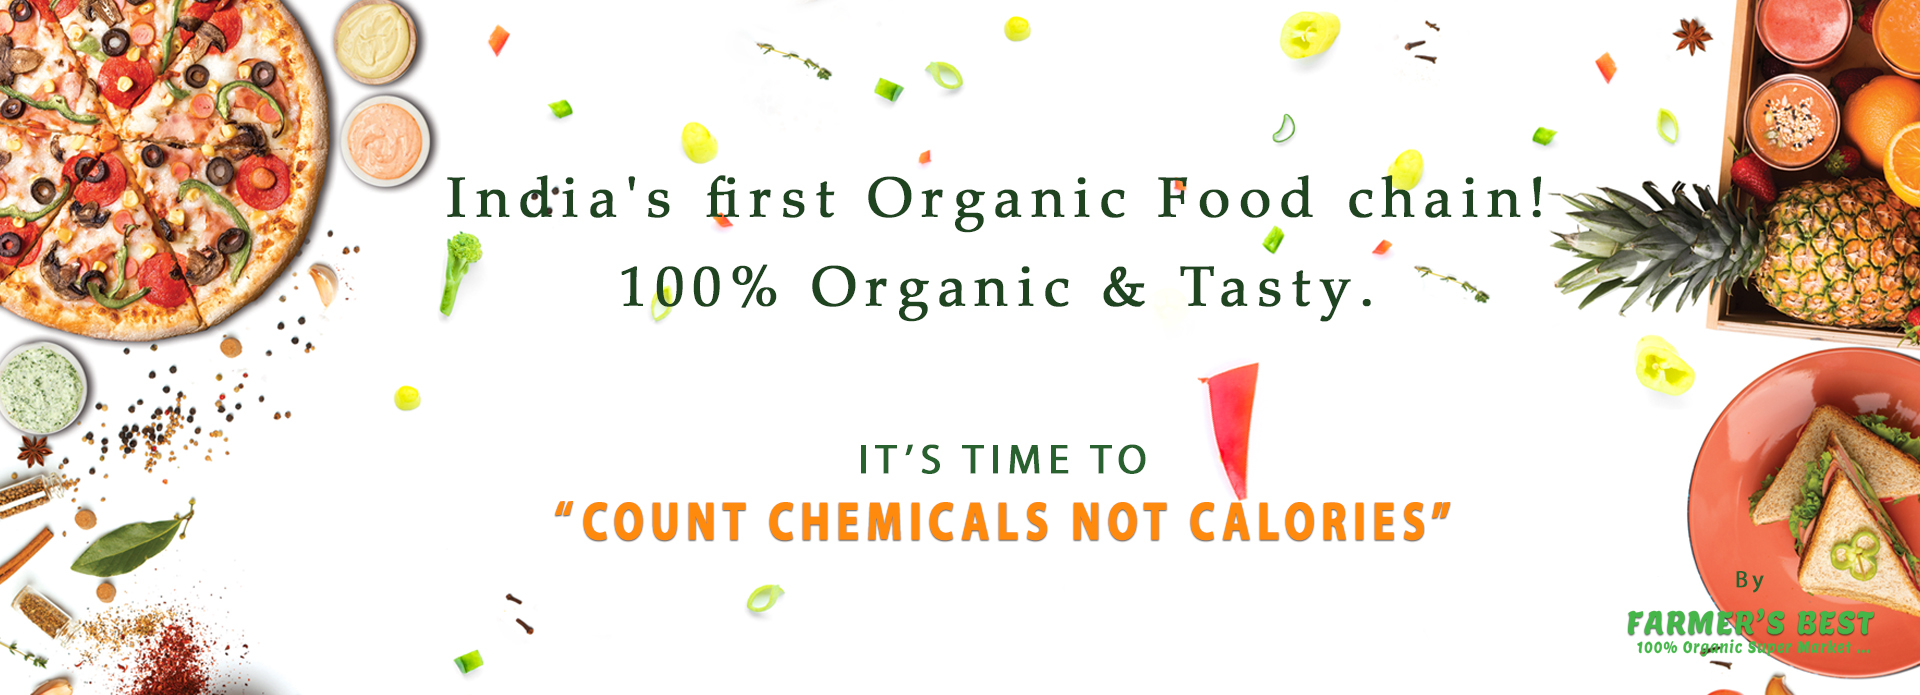 India's first Organic Food chain!
100% Organic & Tasty.
IT’S TIME TO
“COUNT CHEMICALS NOT CALORIES”
By
FARMER’S BEST
100% Organic Super Market ...